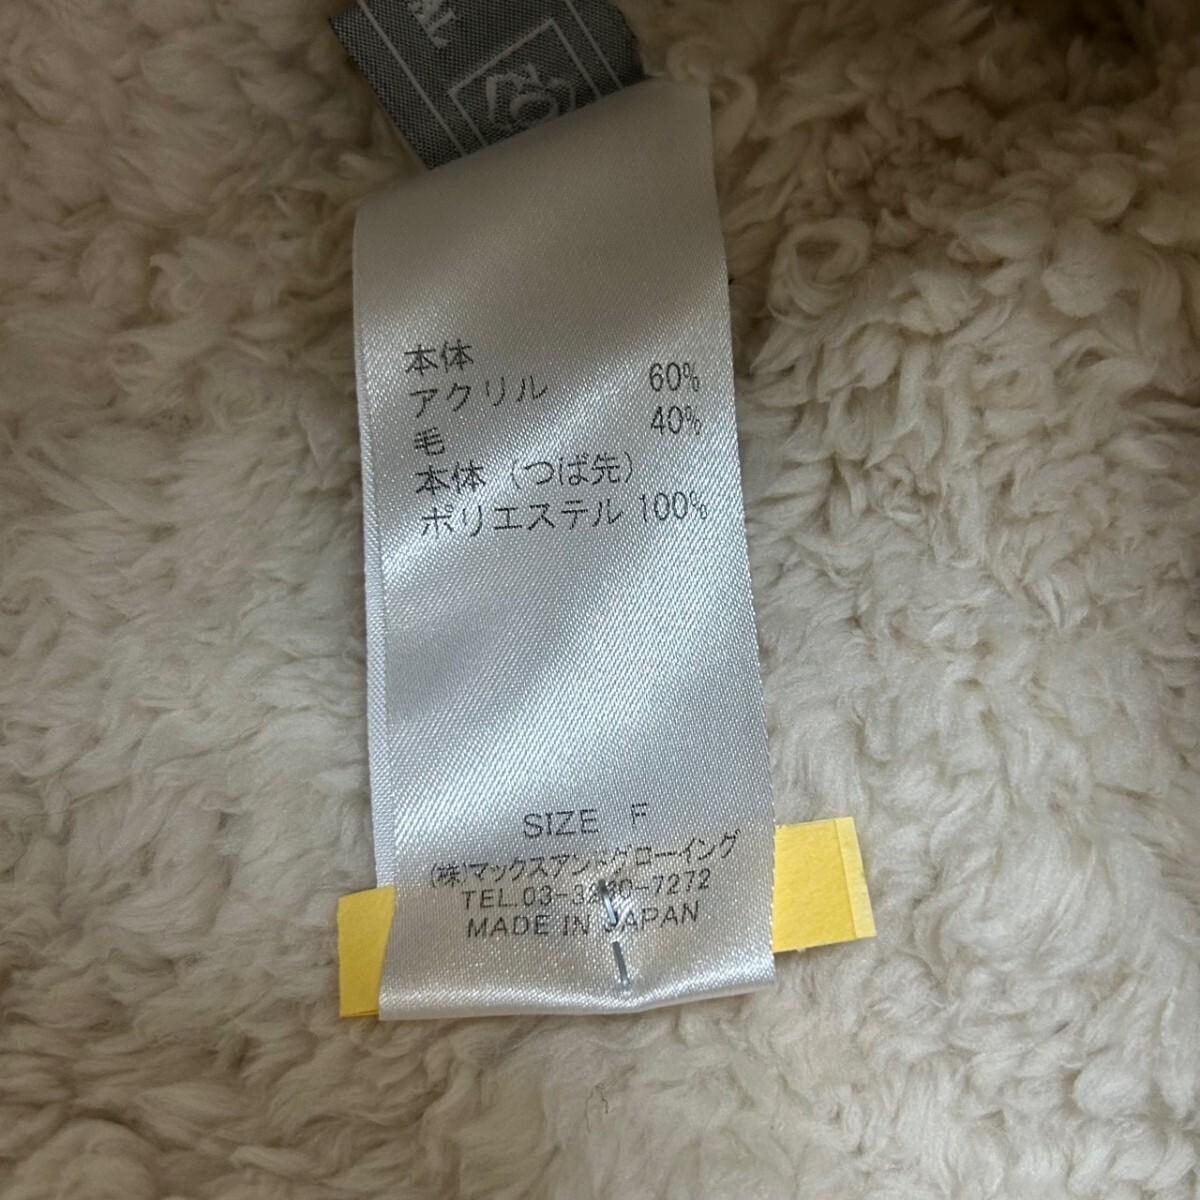 本体
アクリル 60%
毛 40%
本体（つば先）
ポリエステル 100%
SIZE F
(株)マックスアンドグローイング
MADE IN JAPAN